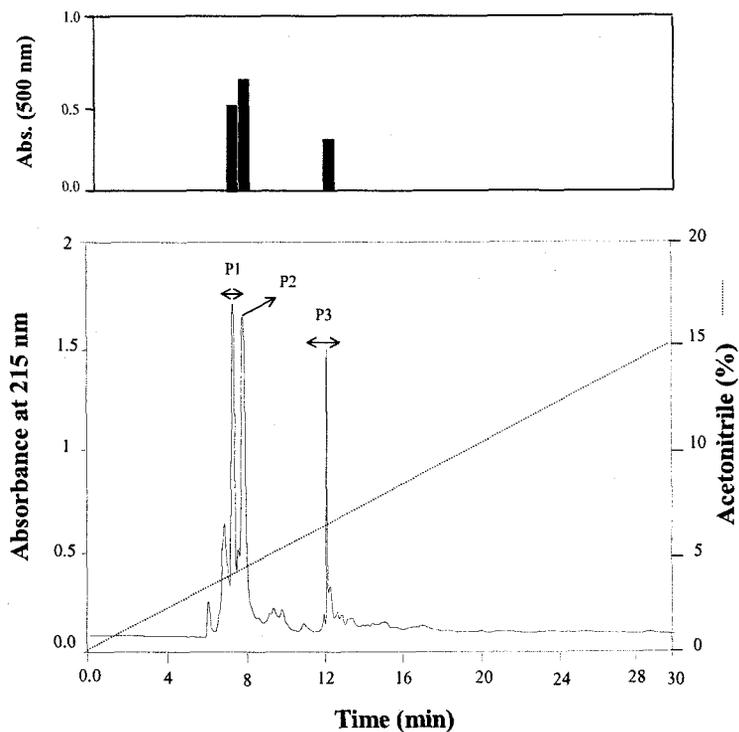 1.0
0.5
0.0
Abs. (500 nm)
2
1.5
1
0.5
0.0
Absorbance at 215 nm
P1
P2
P3
20
15
10
5
0
Acetonitrile (%)
0.0 4 8 12 16 20 24 28 30
Time (min)